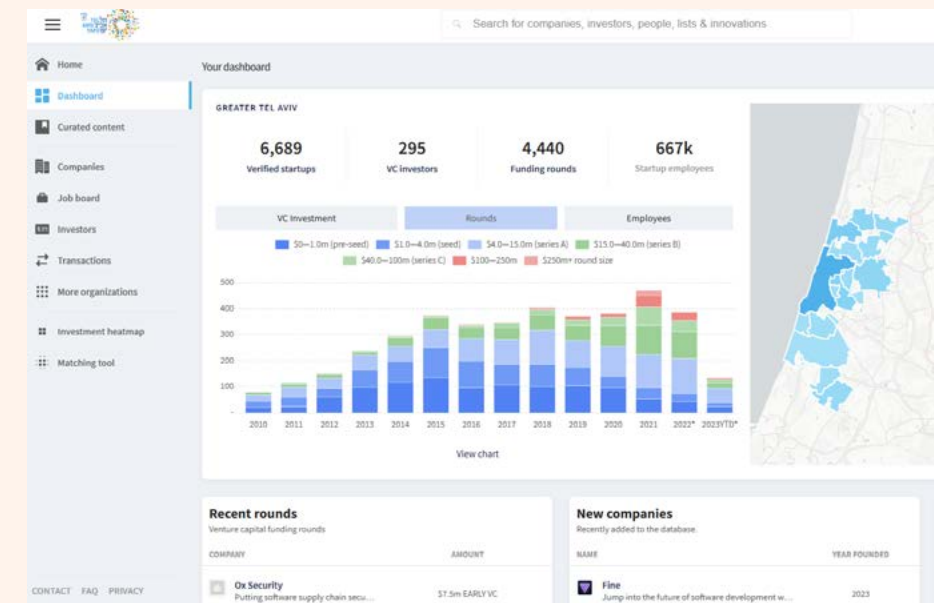 Search for companies, investors, people, lists & innovations
Home
Dashboard
Curated content
Companies
Job board
Investors
Transactions
More organizations
Investment heatmap
Matching tool
CONTACT FAQ PRIVACY
Your dashboard
GREATER TEL AVIV
6,689
Verified startups
295
VC investors
4,440
Funding rounds
667k
Startup employees
VC Investment
Rounds
Employees
$0—1.0m (pre-seed) $1.0—4.0m (seed) $4.0—15.0m (series A) $15.0—40.0m (series B)
$40.0—100m (series C) $100—250m $250m+ round size
500
400
300
200
100
-
2010 2011 2012 2013 2014 2015 2016 2017 2018 2019 2020 2021 2022* 2023YTD*
View chart
Recent rounds
Venture capital funding rounds
COMPANY AMOUNT
Ox Security
Putting software supply chain secu...
$7.5m EARLY VC
New companies
Recently added to the database.
NAME YEAR FOUNDED
Fine
Jump into the future of software development w...
2023